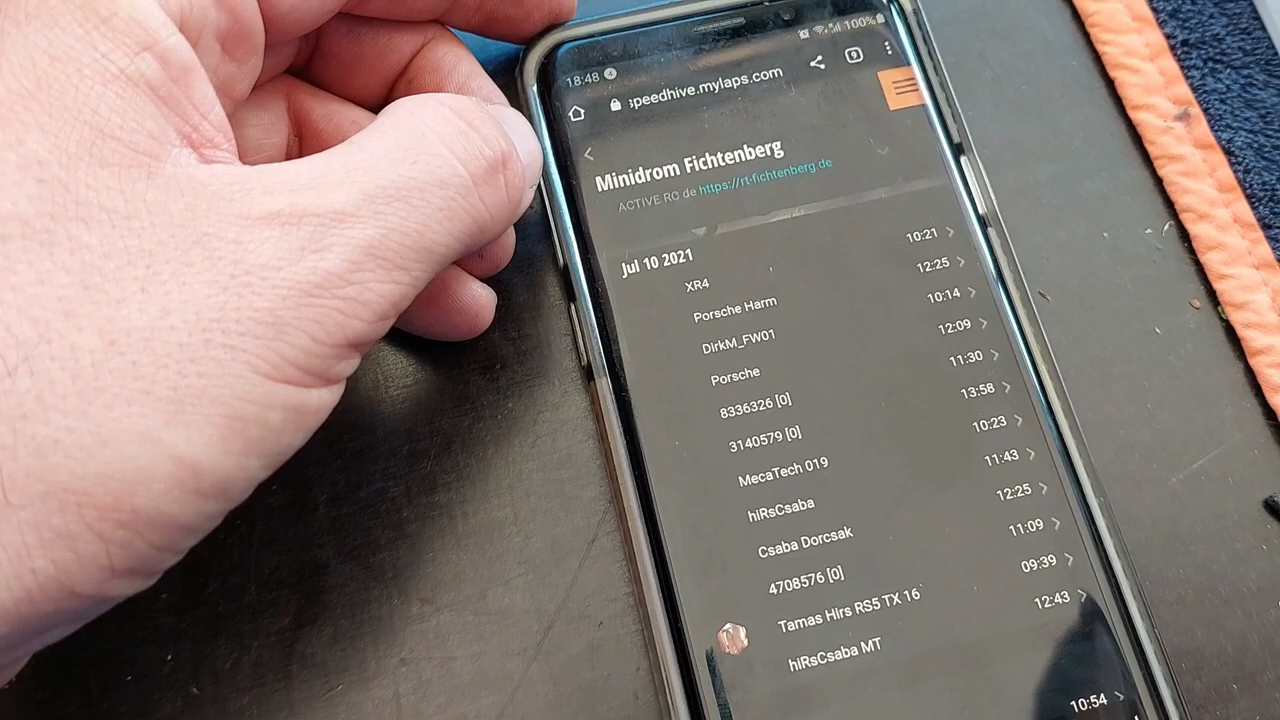 18:48 100%
speedhive.mylaps.com 9
Minidrom Fichtenberg
ACTIVE RC de https://rt-fichtenberg.de
Jul 10 2021
XR4 10:21
Porsche Harm 12:25
DirkM_FW01 10:14
Porsche 12:09
8336326 [0] 11:30
3140579 [0] 13:58
MecaTech 019 10:23
hiRsCsaba 11:43
Csaba Dorcsak 12:25
4708576 [0] 11:09
Tamas Hirs RS5 TX 16 09:39
hiRsCsaba MT 12:43
10:54